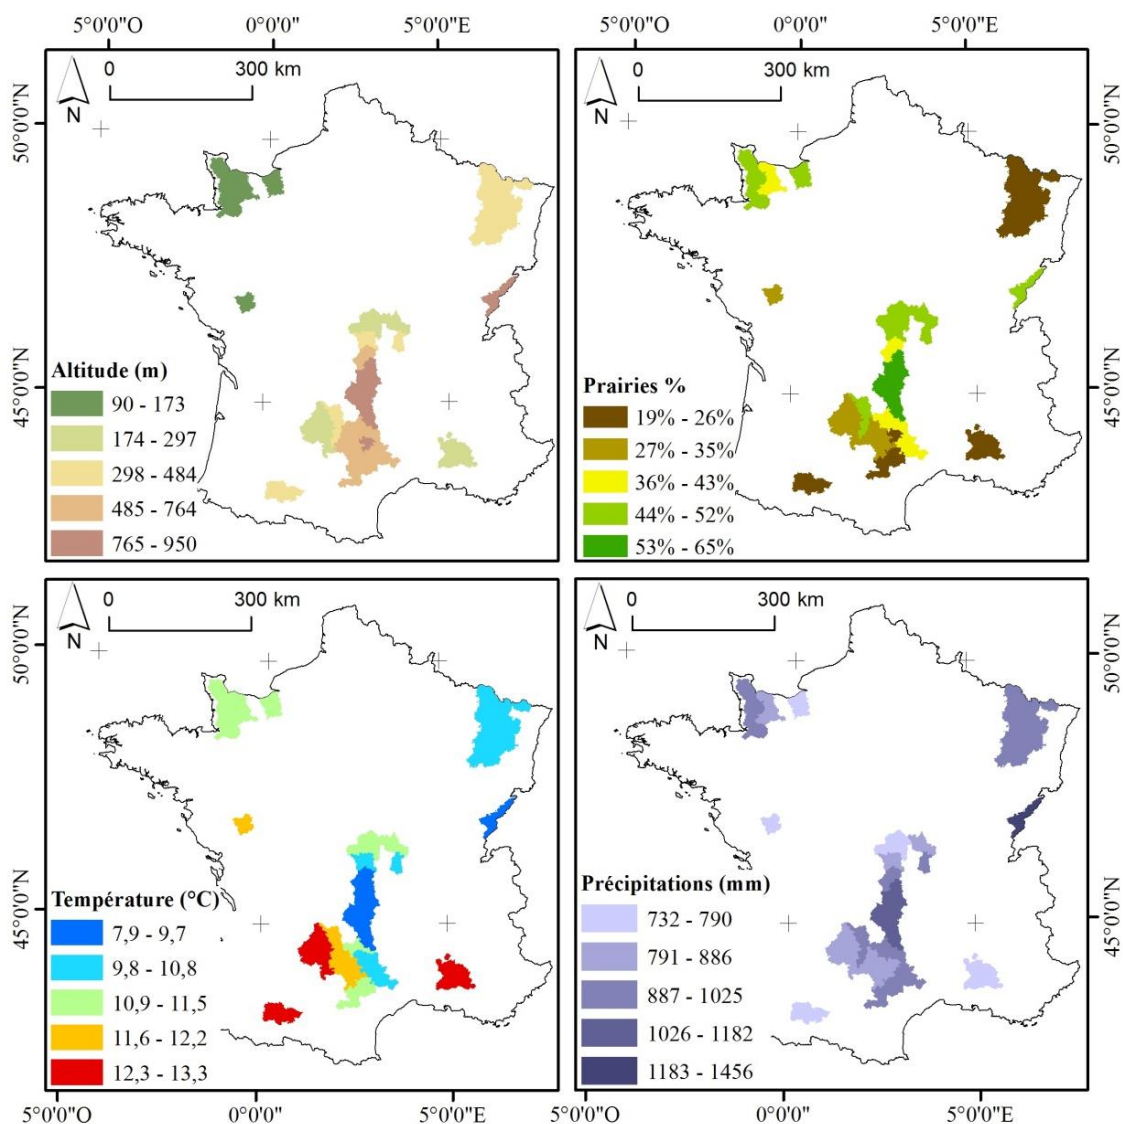 5°0'0"O 0°0'0" 5°0'0"E 0°0'0" 5°0'0"E
0 300 km
N
50°0'0"N
45°0'0"N
Altitude (m)
90 - 173
174 - 297
298 - 484
485 - 764
765 - 950
0 300 km
N
50°0'0"N
45°0'0"N
Prairies %
19% - 26%
27% - 35%
36% - 43%
44% - 52%
53% - 65%
0 300 km
N
50°0'0"N
45°0'0"N
Température (°C)
7,9 - 9,7
9,8 - 10,8
10,9 - 11,5
11,6 - 12,2
12,3 - 13,3
0 300 km
N
50°0'0"N
45°0'0"N
Précipitations (mm)
732 - 790
791 - 886
887 - 1025
1026 - 1182
1183 - 1456
5°0'0"O 0°0'0" 5°0'0"E 5°0'0"O 0°0'0" 5°0'0"E